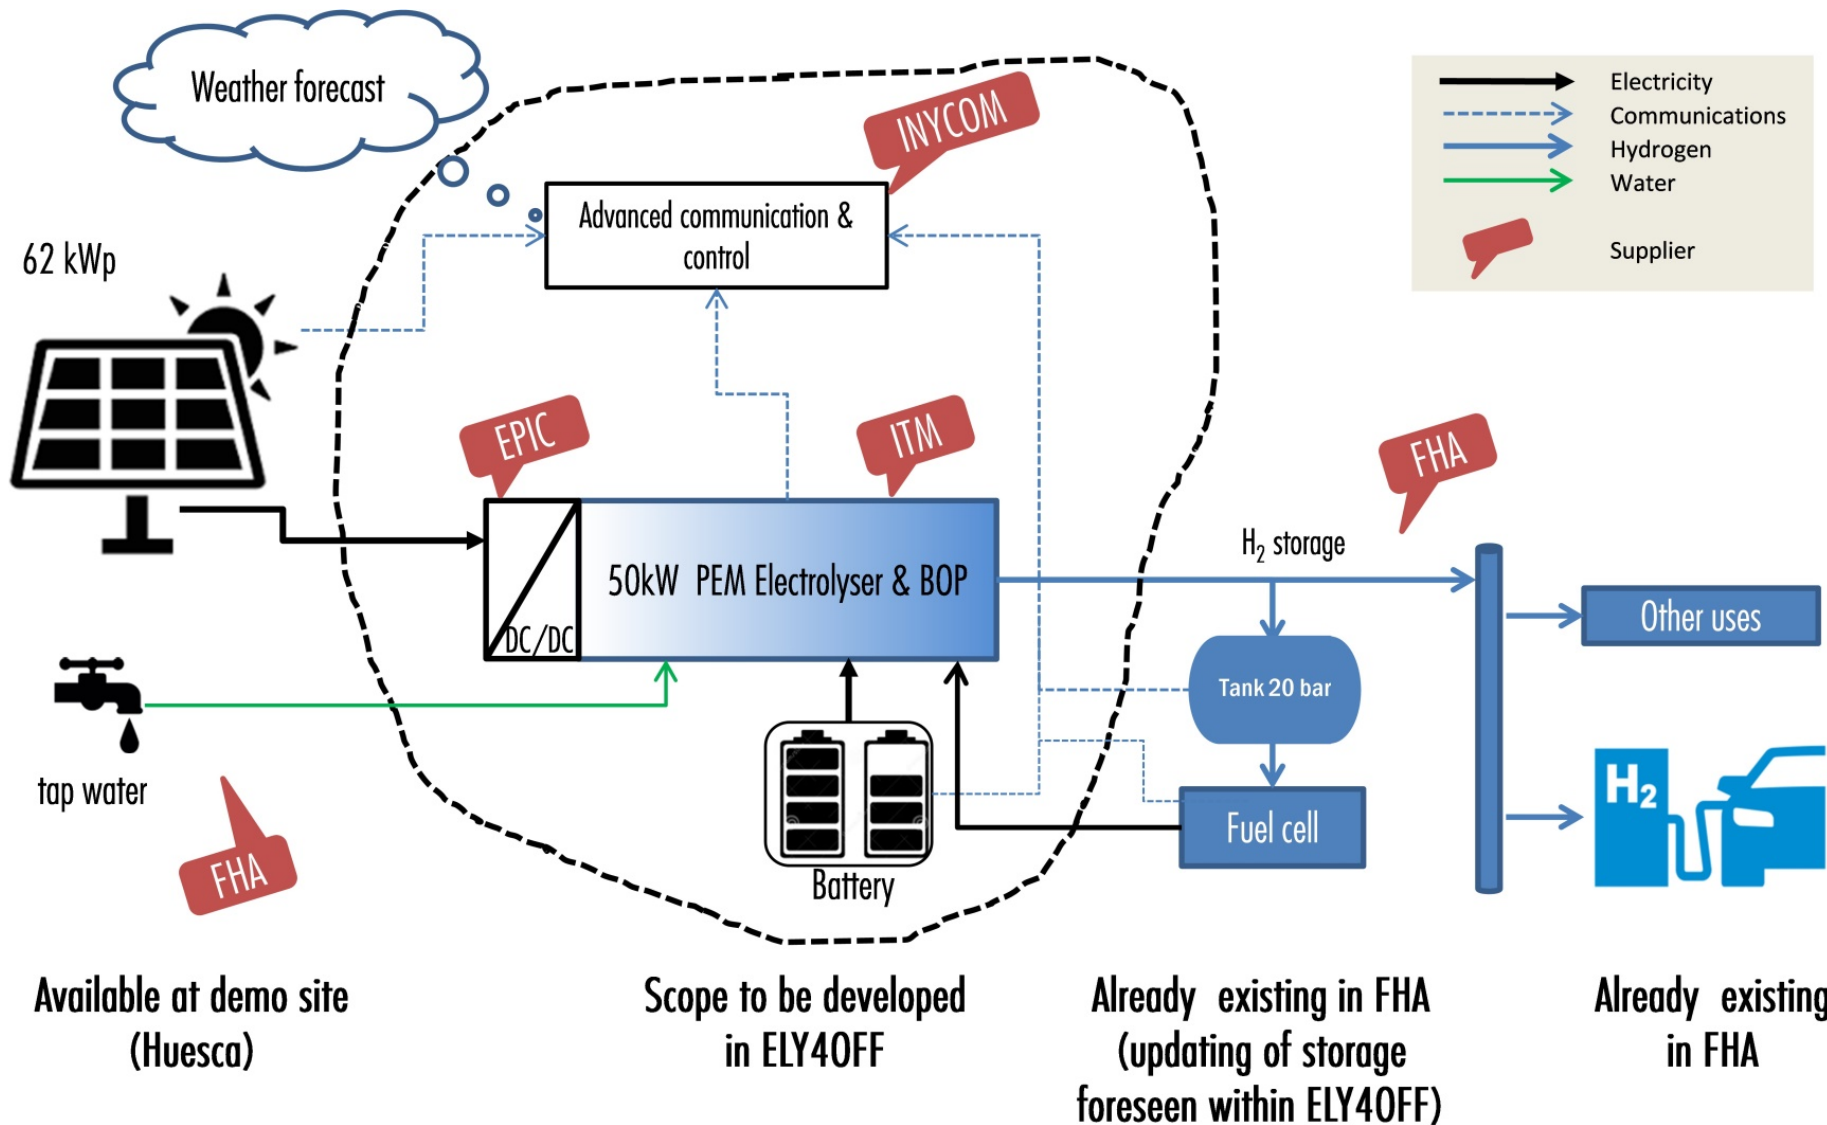 Weather forecast
INYCOM
Electricity
Communications
Hydrogen
Water
Supplier
Advanced communication &
control
62 kWp
EPIC
ITM
FHA
H₂ storage
50kW PEM Electrolyser & BOP
DC/DC
Other uses
Tank 20 bar
tap water
H₂
Fuel cell
FHA
Battery
Available at demo site
(Huesca)
Scope to be developed
in ELY4OFF
Already existing in FHA
(updating of storage
foreseen within ELY4OFF)
Already existing
in FHA